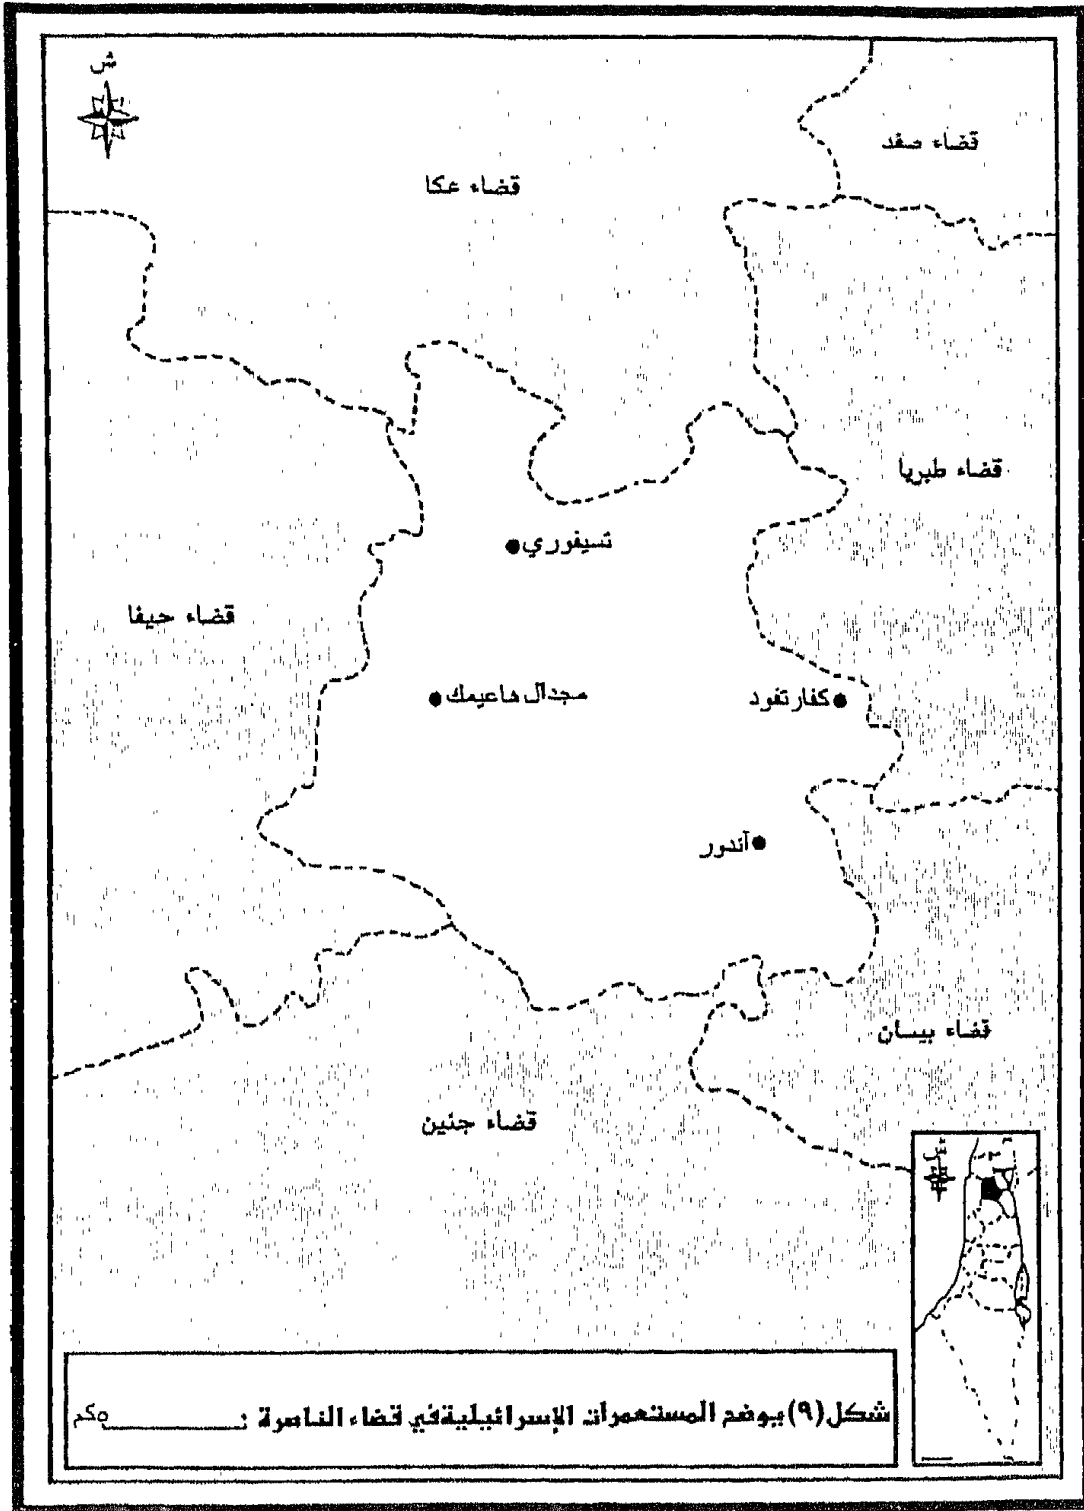 ش
قضاء صفد
قضاء عكا
قضاء طبريا
تسيفوري
قضاء حيفا
مجدال هاعيمك
كفار تفود
آندور
قضاء بيسان
قضاء جنين
ش
شكل (٩) يوضح المستعمرات الإسرائيلية في قضاء الناصرة :
٥كم